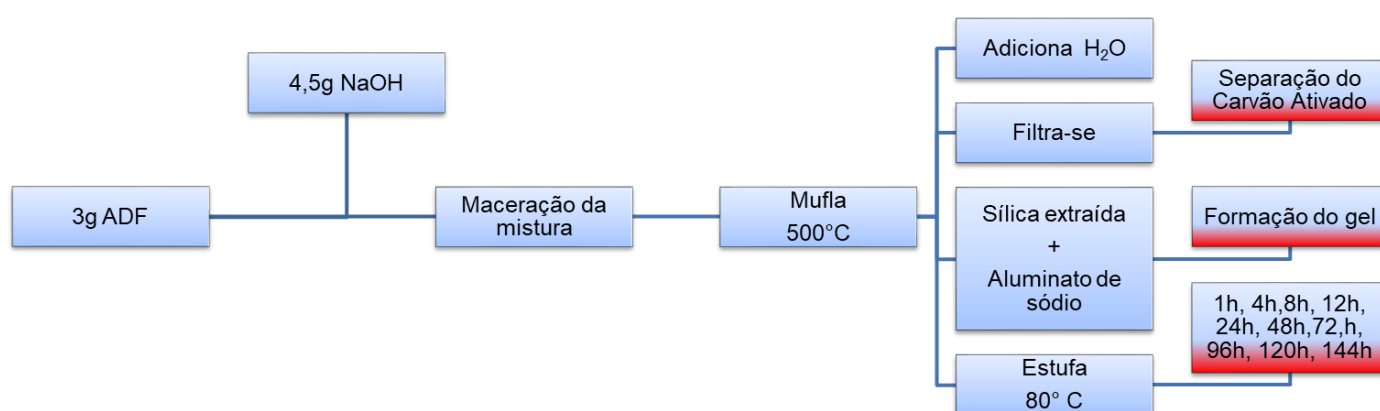 3g ADF
4,5g NaOH
Maceração da
mistura
Mufla
500°C
Adiciona H₂O
Filtra-se
Separação do
Carvão Ativado
Sílica extraída
+
Aluminato de
sódio
Formação do gel
Estufa
80° C
1h, 4h,8h, 12h,
24h, 48h,72,h,
96h, 120h, 144h